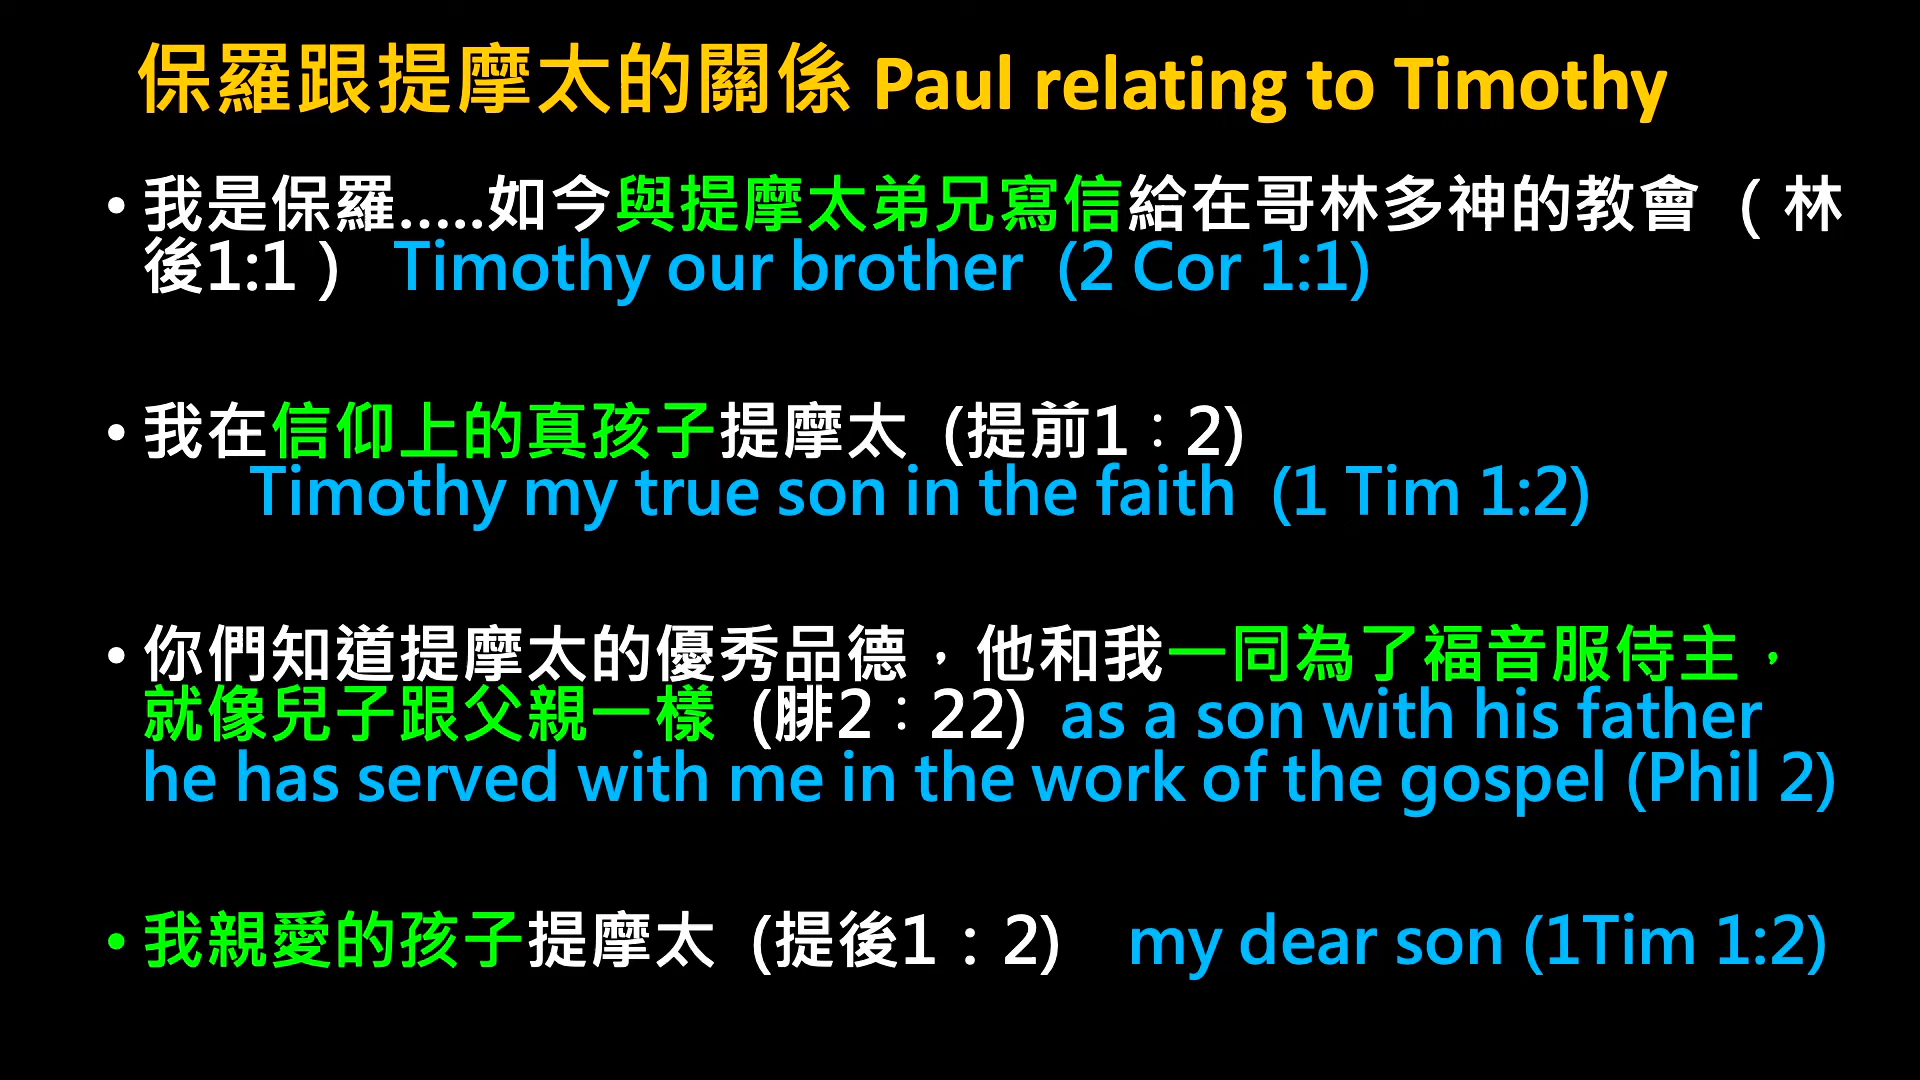 保羅跟提摩太的關係 Paul relating to Timothy
• 我是保羅.....如今與提摩太弟兄寫信給在哥林多神的教會 ( 林
後1:1 ) Timothy our brother (2 Cor 1:1)
• 我在信仰上的真孩子提摩太 (提前1：2)
Timothy my true son in the faith (1 Tim 1:2)
• 你們知道提摩太的優秀品德，他和我一同為了福音服侍主，
就像兒子跟父親一樣 (腓2：22) as a son with his father
he has served with me in the work of the gospel (Phil 2)
• 我親愛的孩子提摩太 (提後1：2) my dear son (1Tim 1:2)